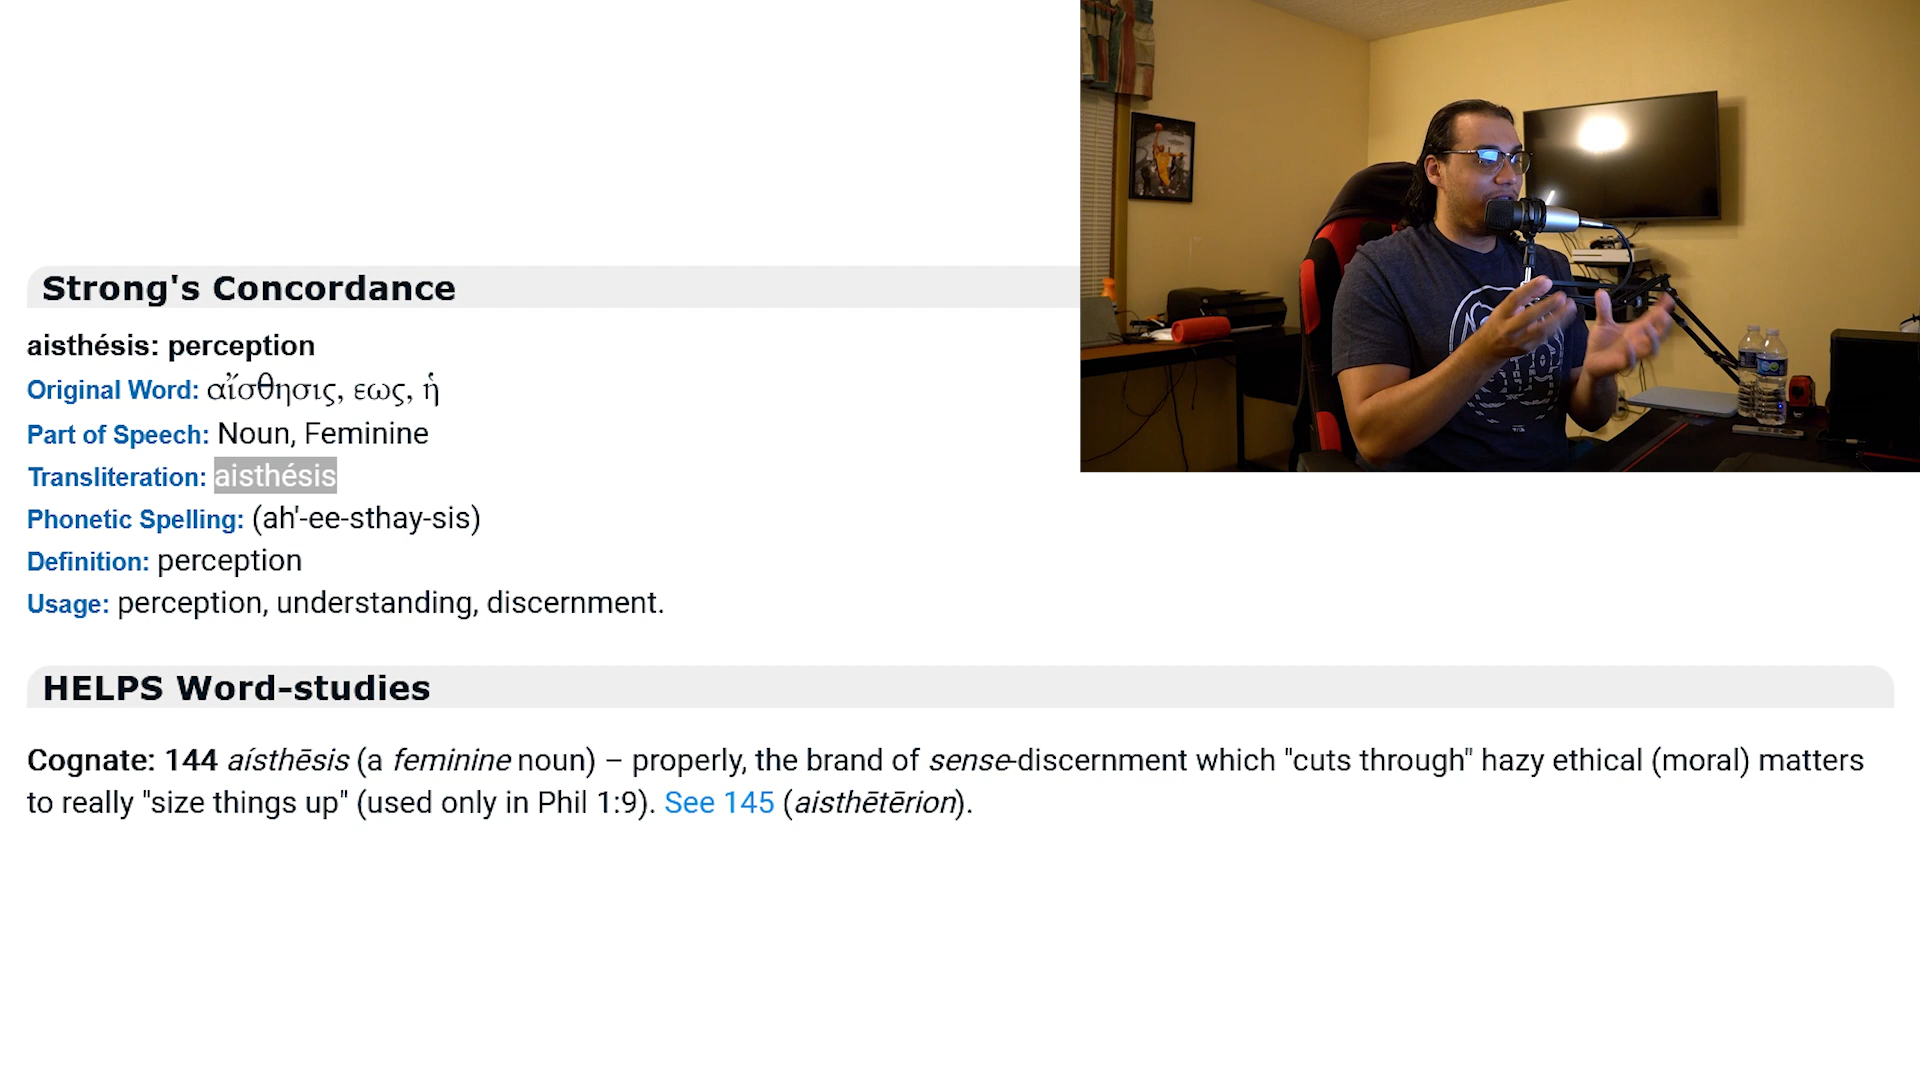 Strong's Concordance
aisthésis: perception
Original Word: αἴσθησις, εως, ἡ
Part of Speech: Noun, Feminine
Transliteration: aisthésis
Phonetic Spelling: (ah'-ee-sthay-sis)
Definition: perception
Usage: perception, understanding, discernment.
HELPS Word-studies
Cognate: 144 aísthēsis (a feminine noun) – properly, the brand of sense-discernment which "cuts through" hazy ethical (moral) matters
to really "size things up" (used only in Phil 1:9). See 145 (aisthētērion).